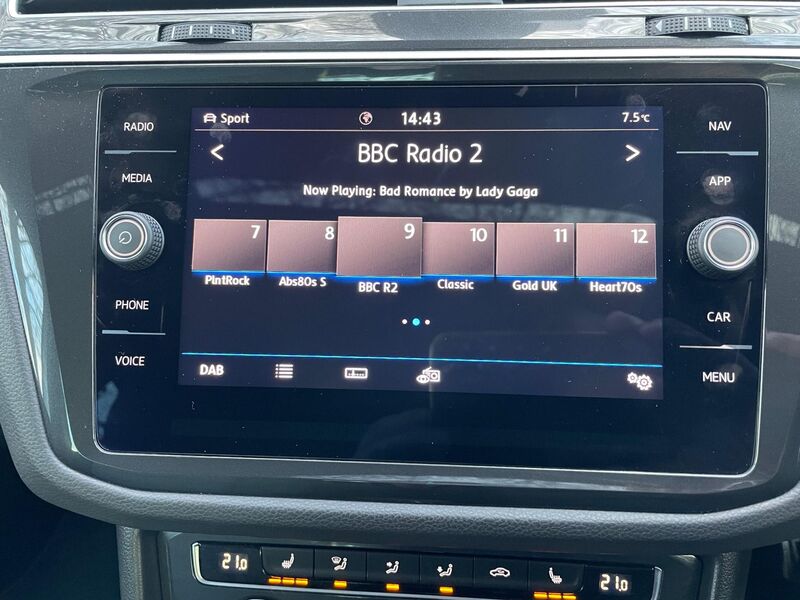 RADIO
MEDIA
PHONE
VOICE
Sport 14:43 7.5°C
< BBC Radio 2 >
Now Playing: Bad Romance by Lady Gaga
7 8 9 10 11 12
PlntRock Abs80s S BBC R2 Classic Gold UK Heart70s
DAB
NAV
APP
CAR
MENU
21.0 21.0